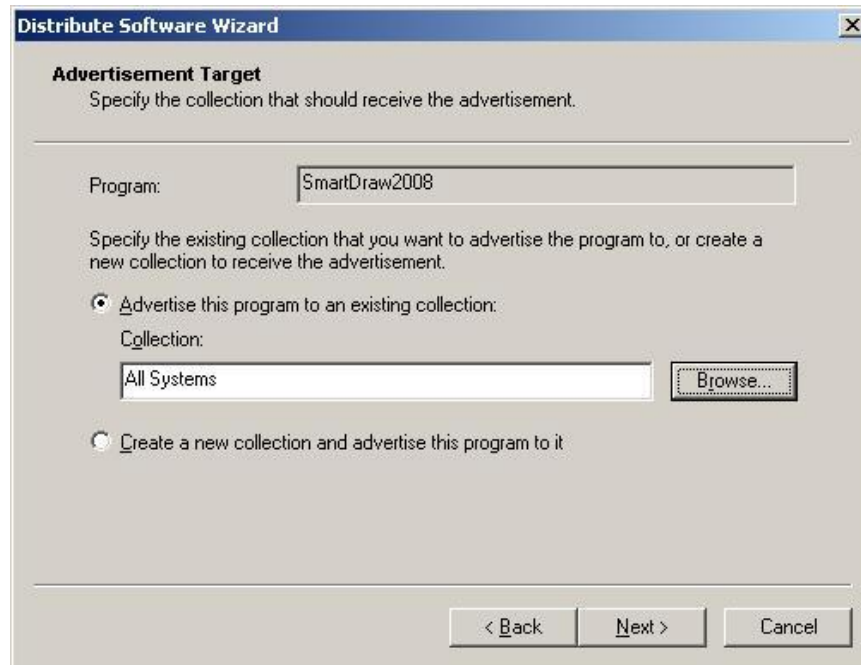 Distribute Software Wizard
Advertisement Target
Specify the collection that should receive the advertisement.
Program:
SmartDraw2008
Specify the existing collection that you want to advertise the program to, or create a
new collection to receive the advertisement.
Advertise this program to an existing collection:
Collection:
All Systems
Browse...
Create a new collection and advertise this program to it
< Back
Next >
Cancel